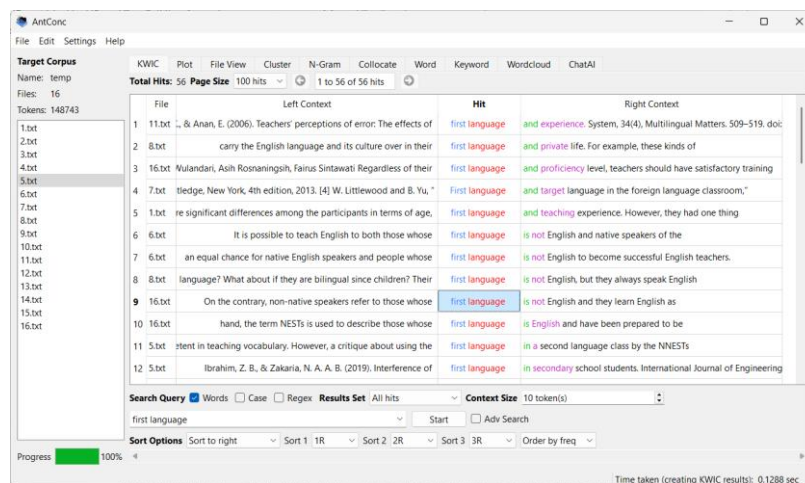 AntConc
File Edit Settings Help
Target Corpus
Name: temp
Files: 16
Tokens: 148743
1.txt
2.txt
3.txt
4.txt
5.txt
6.txt
7.txt
8.txt
9.txt
10.txt
11.txt
12.txt
13.txt
14.txt
15.txt
16.txt
Progress 100%
KWIC Plot File View Cluster N-Gram Collocate Word Keyword Wordcloud ChatAI
Total Hits: 56 Page Size 100 hits 1 to 56 of 56 hits
File Left Context Hit Right Context
1 11.txt ., & Anan, E. (2006). Teachers' perceptions of error: The effects of first language and experience. System, 34(4), Multilingual Matters. 509–519. doi:
2 8.txt carry the English language and its culture over in their first language and private life. For example, these kinds of
3 16.txt Wulandari, Asih Rosnaningsih, Fairus Sintawati Regardless of their first language and proficiency level, teachers should have satisfactory training
4 7.txt tledge, New York, 4th edition, 2013. [4] W. Littlewood and B. Yu, " First language and target language in the foreign language classroom,"
5 1.txt re significant differences among the participants in terms of age, first language and teaching experience. However, they had one thing
6 6.txt It is possible to teach English to both those whose first language is not English and native speakers of the
7 6.txt an equal chance for native English speakers and people whose first language is not English to become successful English teachers.
8 8.txt language? What about if they are bilingual since children? Their first language is not English, but they always speak English
9 16.txt On the contrary, non-native speakers refer to those whose first language is not English and they learn English as
10 16.txt hand, the term NESTs is used to describe those whose first language is English and have been prepared to be
11 5.txt etent in teaching vocabulary. However, a critique about using the first language in a second language class by the NNESTs
12 5.txt Ibrahim, Z. B., & Zakaria, N. A. A. B. (2019). Interference of first language in secondary school students. International Journal of Engineering
Search Query Words Case Regex Results Set All hits Context Size 10 token(s)
first language Start Adv Search
Sort Options Sort to right Sort 1 1R Sort 2 2R Sort 3 3R Order by freq
Time taken (creating KWIC results): 0.1288 sec